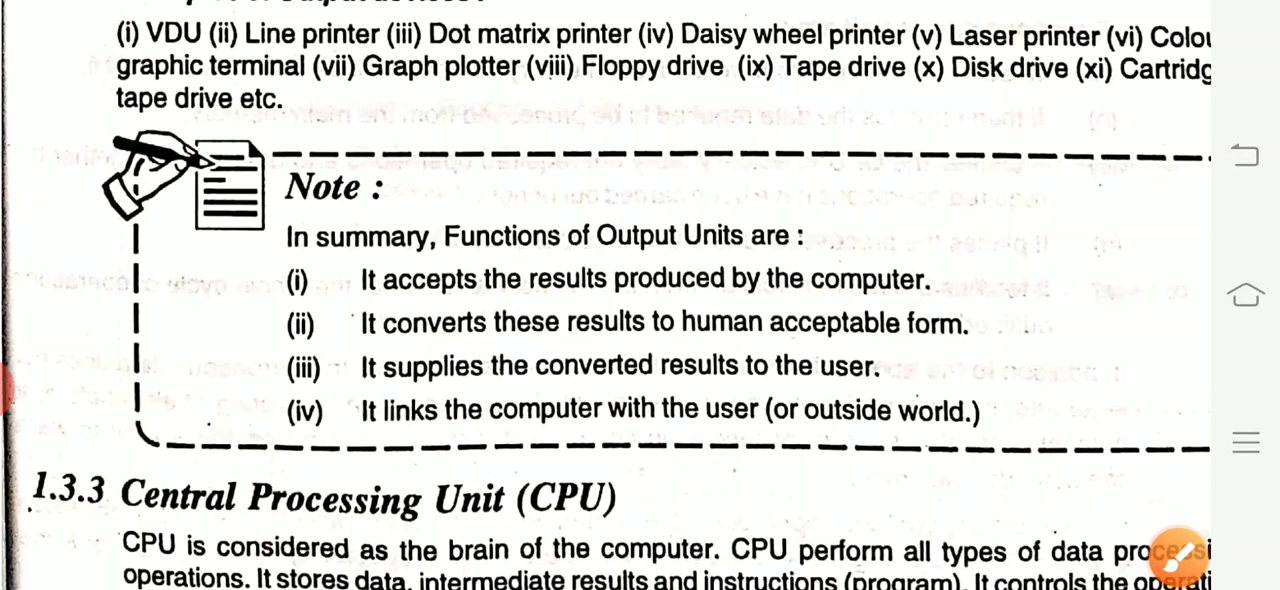 (i) VDU (ii) Line printer (iii) Dot matrix printer (iv) Daisy wheel printer (v) Laser printer (vi)
graphic terminal (vii) Graph plotter (viii) Floppy drive (ix) Tape drive (x) Disk drive (xi)
tape drive etc.
Note :
In summary, Functions of Output Units are :
(i) It accepts the results produced by the computer.
(ii) It converts these results to human acceptable form.
(iii) It supplies the converted results to the user.
(iv) It links the computer with the user (or outside world.)
1.3.3 Central Processing Unit (CPU)
CPU is considered as the brain of the computer. CPU perform all types of data
operations. It stores data, intermediate results and instructions (program). It controls the